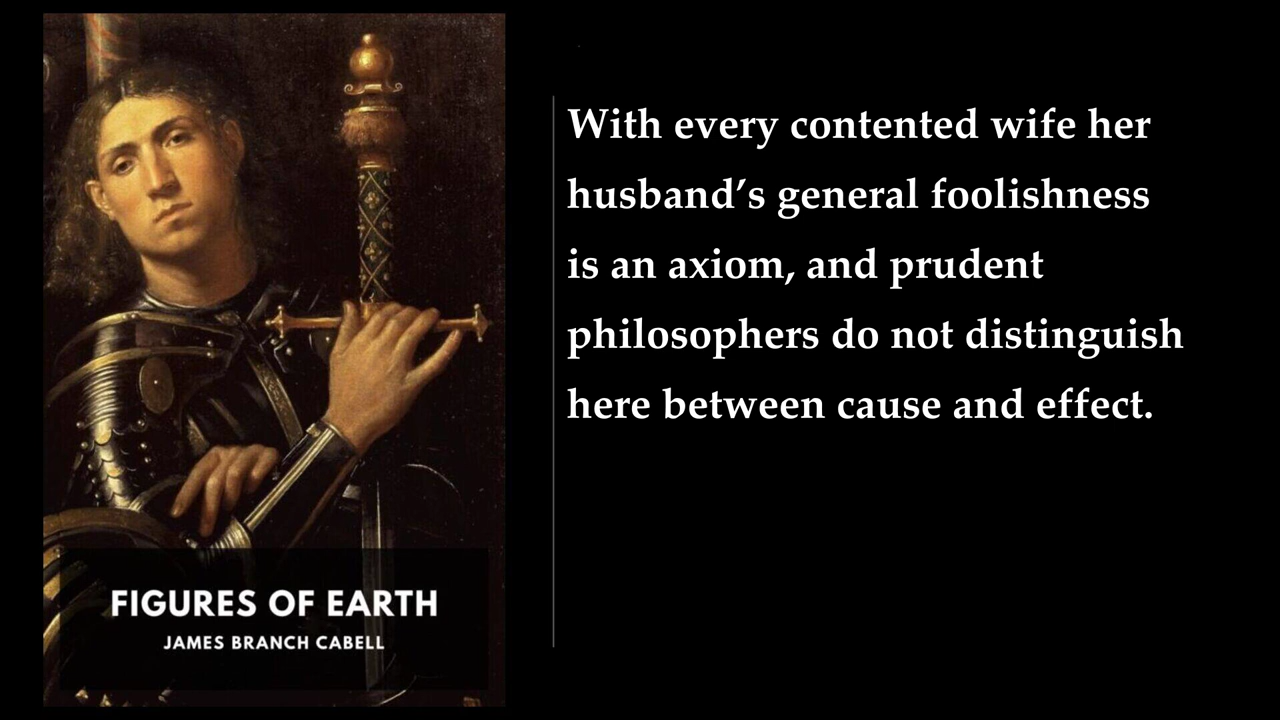 FIGURES OF EARTH
JAMES BRANCH CABELL
With every contented wife her
husband’s general foolishness
is an axiom, and prudent
philosophers do not distinguish
here between cause and effect.